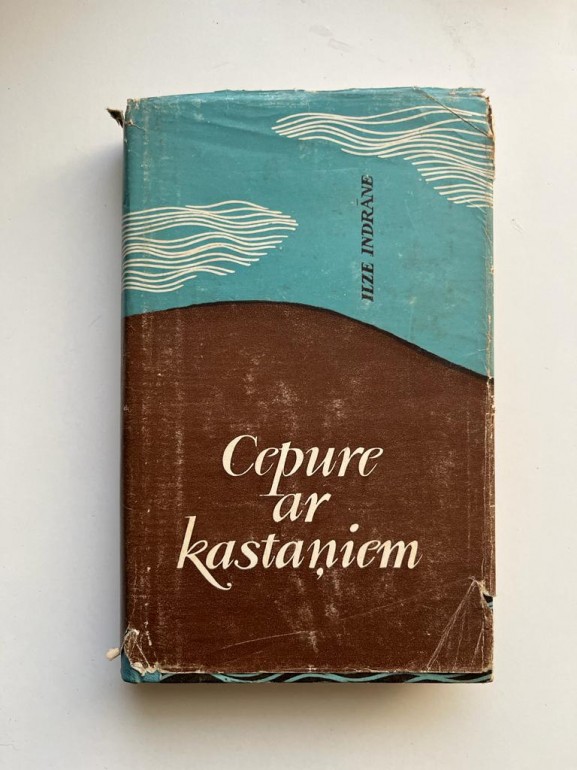 ILZE INDRĀNE
Cepure
ar
kastaņiem